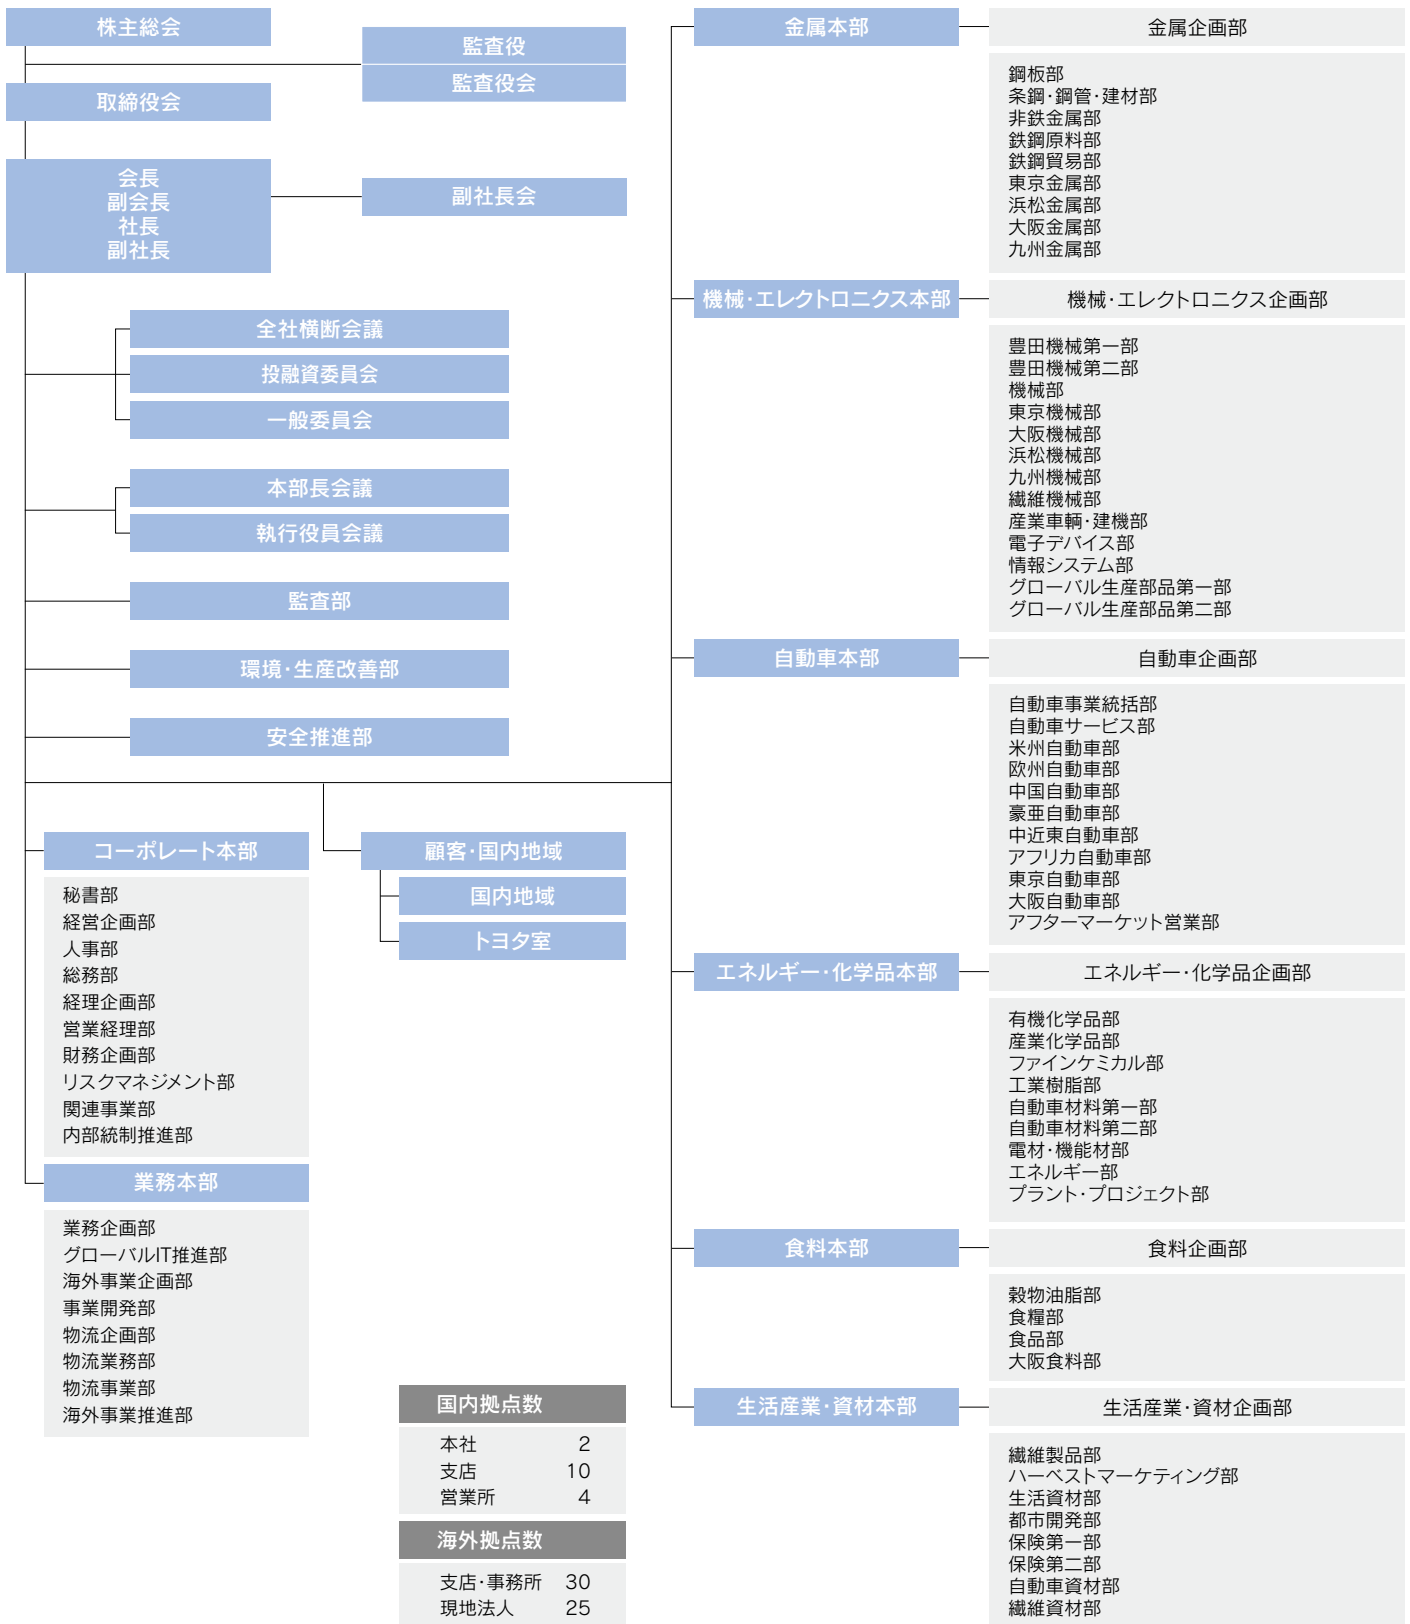 株主総会
監査役
監査役会
取締役会
会長
副会長
社長
副社長
副社長会
全社横断会議
投融資委員会
一般委員会
本部長会議
執行役員会議
監査部
環境・生産改善部
安全推進部
コーポレート本部
秘書部
経営企画部
人事部
総務部
経理企画部
営業経理部
財務企画部
リスクマネジメント部
関連事業部
内部統制推進部
業務本部
業務企画部
グローバルIT推進部
海外事業企画部
事業開発部
物流企画部
物流業務部
物流事業部
海外事業推進部
顧客・国内地域
国内地域
トヨタ室
国内拠点数
本社 2
支店 10
営業所 4
海外拠点数
支店・事務所 30
現地法人 25
金属本部
金属企画部
鋼板部
条鋼・鋼管・建材部
非鉄金属部
鉄鋼原料部
鉄鋼貿易部
東京金属部
浜松金属部
大阪金属部
九州金属部
機械・エレクトロニクス本部
機械・エレクトロニクス企画部
豊田機械第一部
豊田機械第二部
機械部
東京機械部
大阪機械部
浜松機械部
九州機械部
繊維機械部
産業車輌・建機部
電子デバイス部
情報システム部
グローバル生産部品第一部
グローバル生産部品第二部
自動車本部
自動車企画部
自動車事業統括部
自動車サービス部
米州自動車部
欧州自動車部
中国自動車部
豪亜自動車部
中近東自動車部
アフリカ自動車部
東京自動車部
大阪自動車部
アフターマーケット営業部
エネルギー・化学品本部
エネルギー・化学品企画部
有機化学品部
産業化学品部
ファインケミカル部
工業樹脂部
自動車材料第一部
自動車材料第二部
電材・機能材部
エネルギー部
プラント・プロジェクト部
食料本部
食料企画部
穀物油脂部
食糧部
食品部
大阪食料部
生活産業・資材本部
生活産業・資材企画部
繊維製品部
ハーベストマーケティング部
生活資材部
都市開発部
保険第一部
保険第二部
自動車資材部
繊維資材部